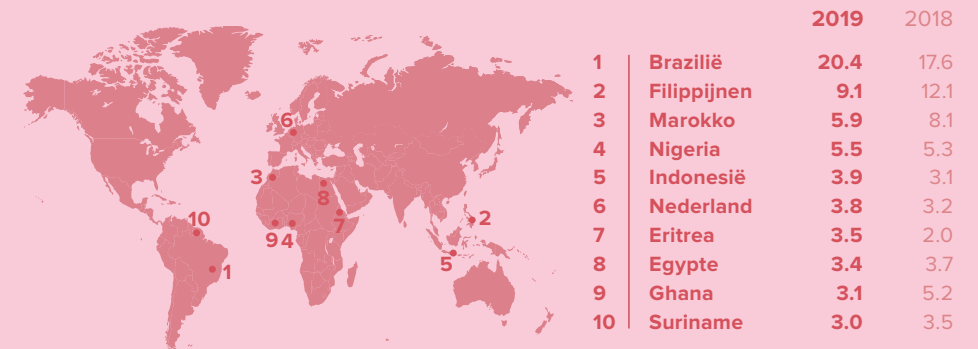 2019 2018
1 Brazilië 20.4 17.6
2 Filippijnen 9.1 12.1
3 Marokko 5.9 8.1
4 Nigeria 5.5 5.3
5 Indonesië 3.9 3.1
6 Nederland 3.8 3.2
7 Eritrea 3.5 2.0
8 Egypte 3.4 3.7
9 Ghana 3.1 5.2
10 Suriname 3.0 3.5
6
3
8
10
7
2
9 4
5
1